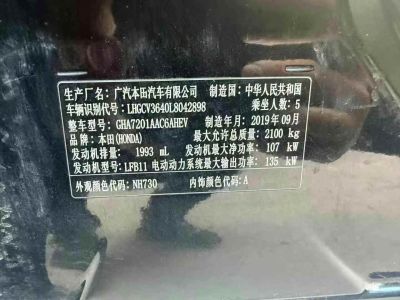 生产厂名：广汽本田汽车有限公司 制造国：中华人民共和国
车辆识别代号：LHGCV3640L8042898 乘坐人数：5
整车型号：GHA7201AAC6AHEV 制造年月：2019年09月
品牌：本田(HONDA) 最大允许总质量：2100 kg
发动机排量：1993 mL 发动机最大净功率：107 kW
发动机型号：LFB11 电动动力系统最大输出功率：135 kW
外观颜色代码：NH730 内饰颜色代码：A